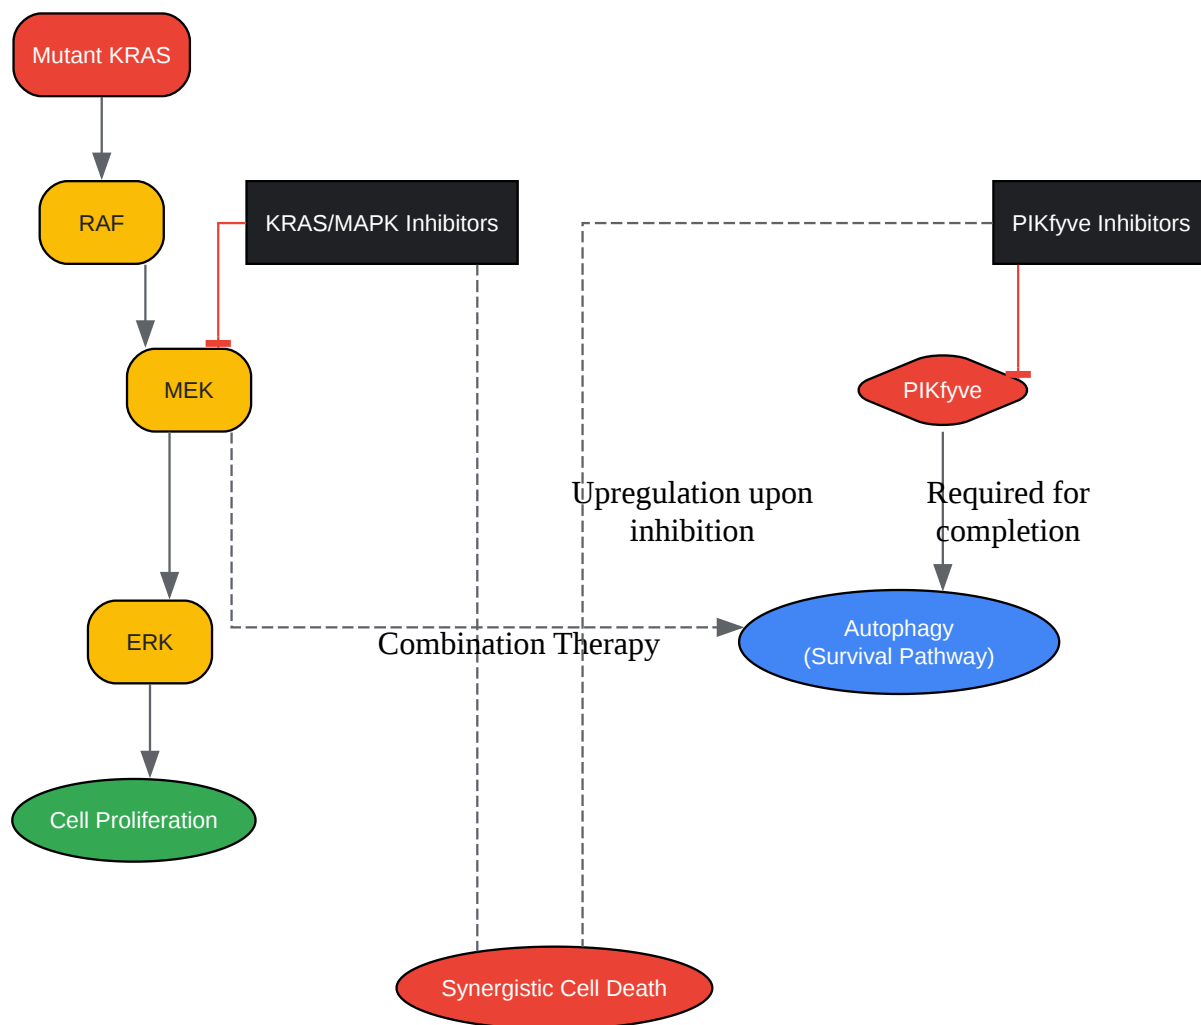 Mutant KRAS
RAF
KRAS/MAPK Inhibitors
PIKfyve Inhibitors
MEK
PIKfyve
Upregulation upon
inhibition
Required for
completion
ERK
Combination Therapy
Autophagy
(Survival Pathway)
Cell Proliferation
Synergistic Cell Death